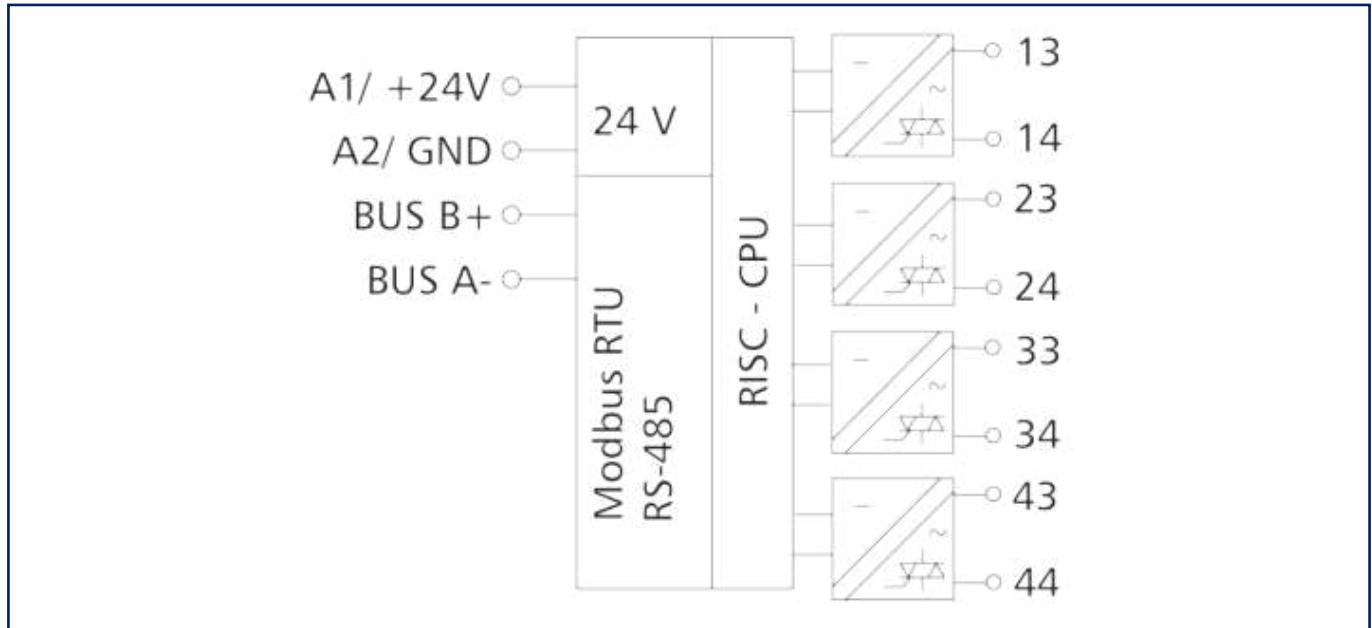 A1/ +24V
A2/ GND
BUS B+
BUS A-
24 V
Modbus RTU
RS-485
RISC - CPU
13
14
23
24
33
34
43
44